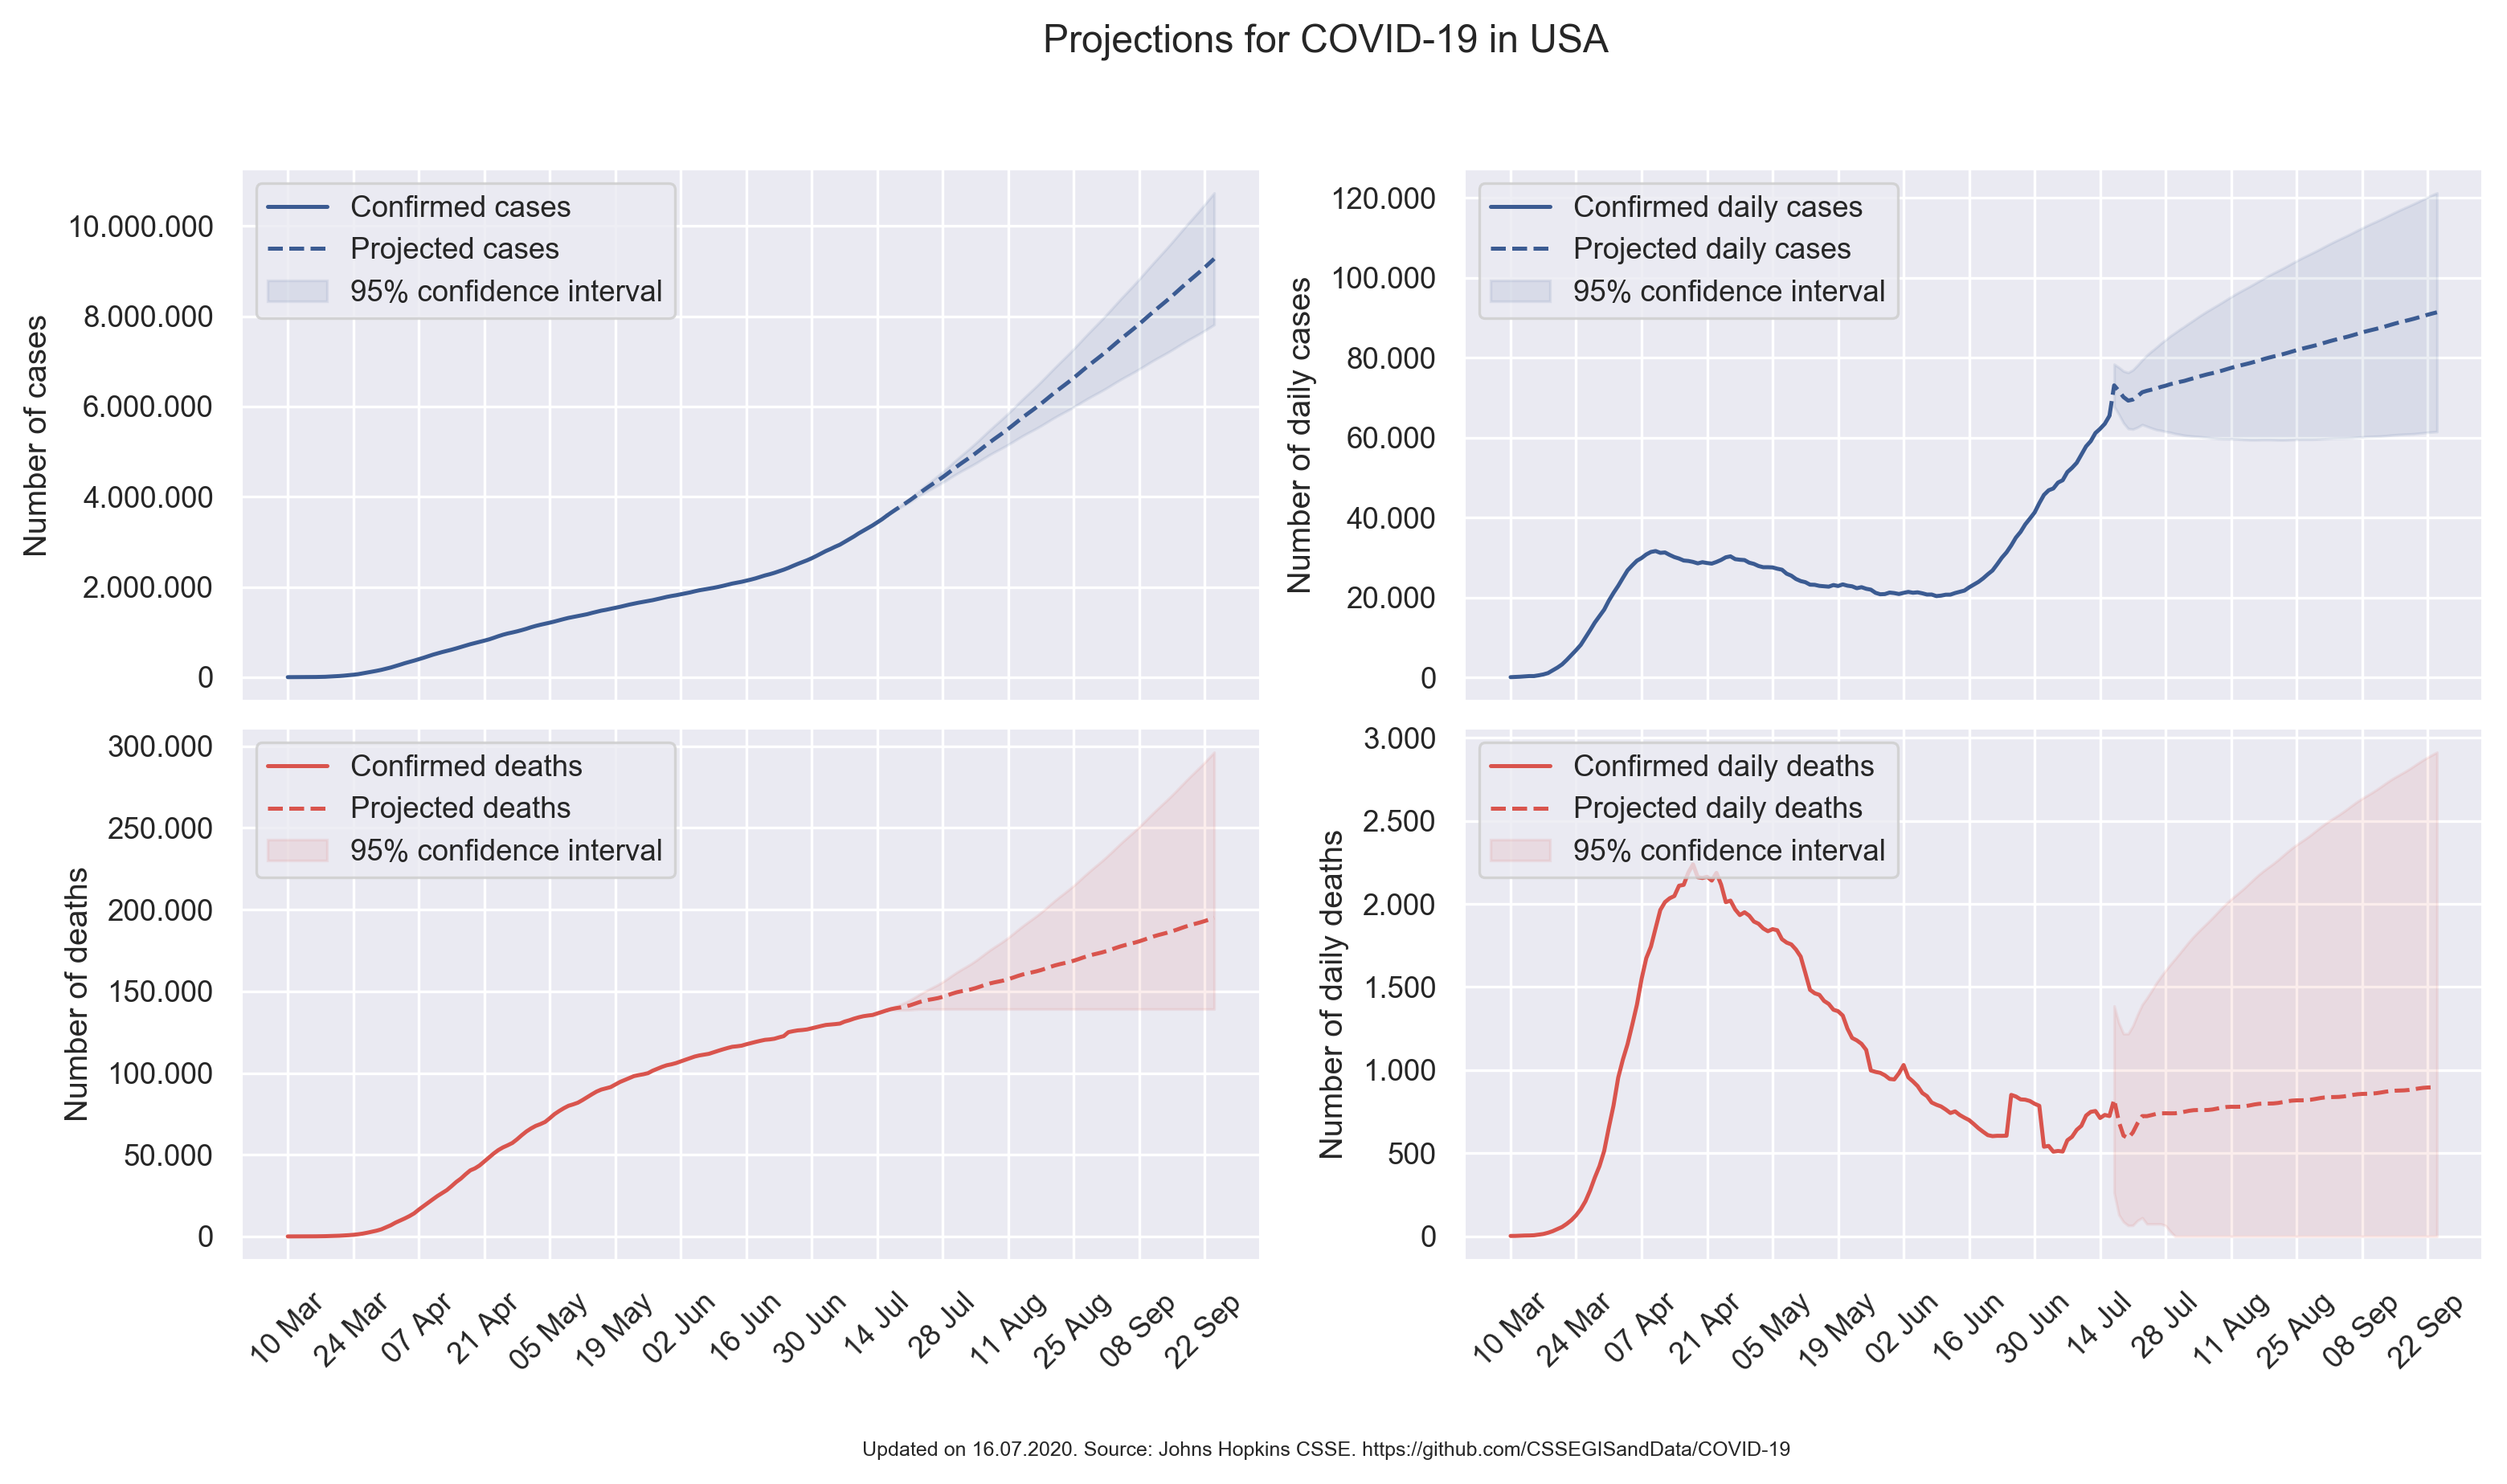 Projections for COVID-19 in USA
Number of cases
10.000.000
8.000.000
6.000.000
4.000.000
2.000.000
0
Confirmed cases
Projected cases
95% confidence interval
Number of daily cases
120.000
100.000
80.000
60.000
40.000
20.000
0
Confirmed daily cases
Projected daily cases
95% confidence interval
Number of deaths
300.000
250.000
200.000
150.000
100.000
50.000
0
Confirmed deaths
Projected deaths
95% confidence interval
10 Mar
24 Mar
07 Apr
21 Apr
05 May
19 May
02 Jun
16 Jun
30 Jun
14 Jul
28 Jul
11 Aug
25 Aug
08 Sep
22 Sep
Number of daily deaths
3.000
2.500
2.000
1.500
1.000
500
0
Confirmed daily deaths
Projected daily deaths
95% confidence interval
10 Mar
24 Mar
07 Apr
21 Apr
05 May
19 May
02 Jun
16 Jun
30 Jun
14 Jul
28 Jul
11 Aug
25 Aug
08 Sep
22 Sep
Updated on 16.07.2020. Source: Johns Hopkins CSSE. https://github.com/CSSEGISandData/COVID-19